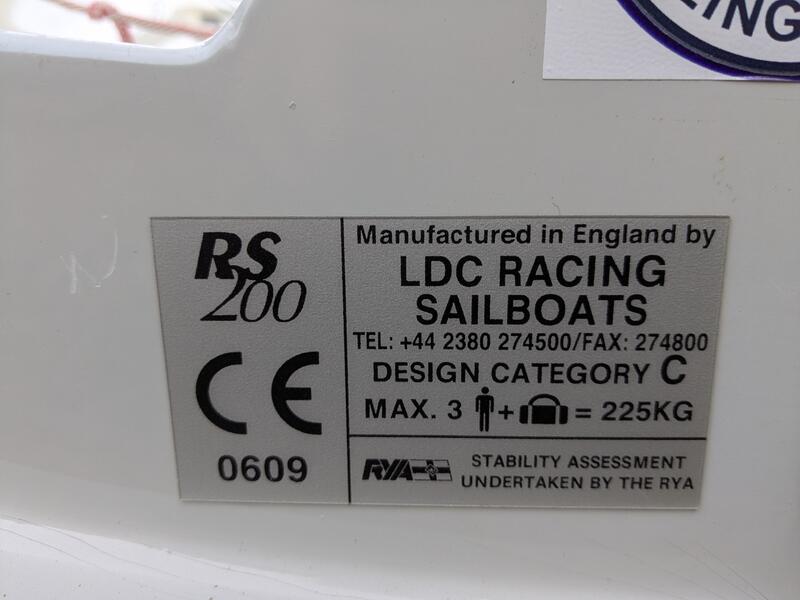 LING
RS
200
CE
0609
Manufactured in England by
LDC RACING
SAILBOATS
TEL: +44 2380 274500/FAX: 274800
DESIGN CATEGORY C
MAX. 3 + = 225KG
RYA STABILITY ASSESSMENT
UNDERTAKEN BY THE RYA